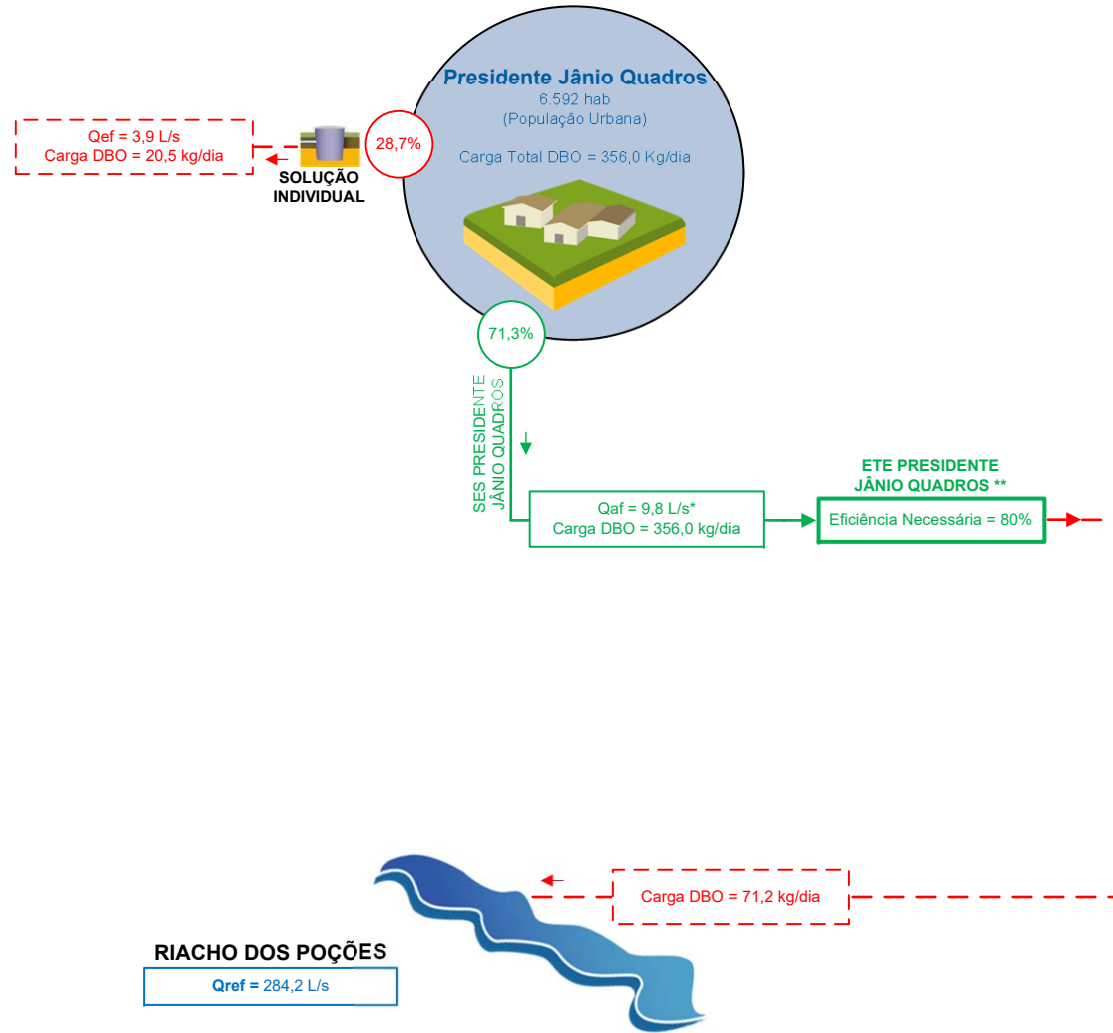 Presidente Jânio Quadros
6.592 hab
(População Urbana)
Carga Total DBO = 356,0 Kg/dia
28,7%
Qef = 3,9 L/s
Carga DBO = 20,5 kg/dia
SOLUÇÃO
INDIVIDUAL
71,3%
SES PRESIDENTE
JÂNIO QUADROS
Qaf = 9,8 L/s*
Carga DBO = 356,0 kg/dia
ETE PRESIDENTE
JÂNIO QUADROS **
Eficiência Necessária = 80%
Carga DBO = 71,2 kg/dia
RIACHO DOS POÇÕES
Qref = 284,2 L/s